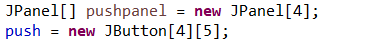 JPanel[] pushpanel = new JPanel[4];
push = new JButton[4][5];